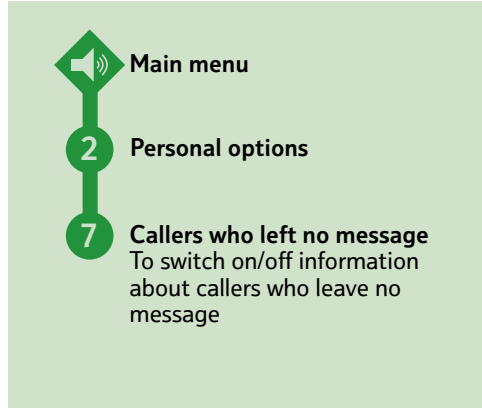 Main menu
2 Personal options
7 Callers who left no message
To switch on/off information
about callers who leave no
message